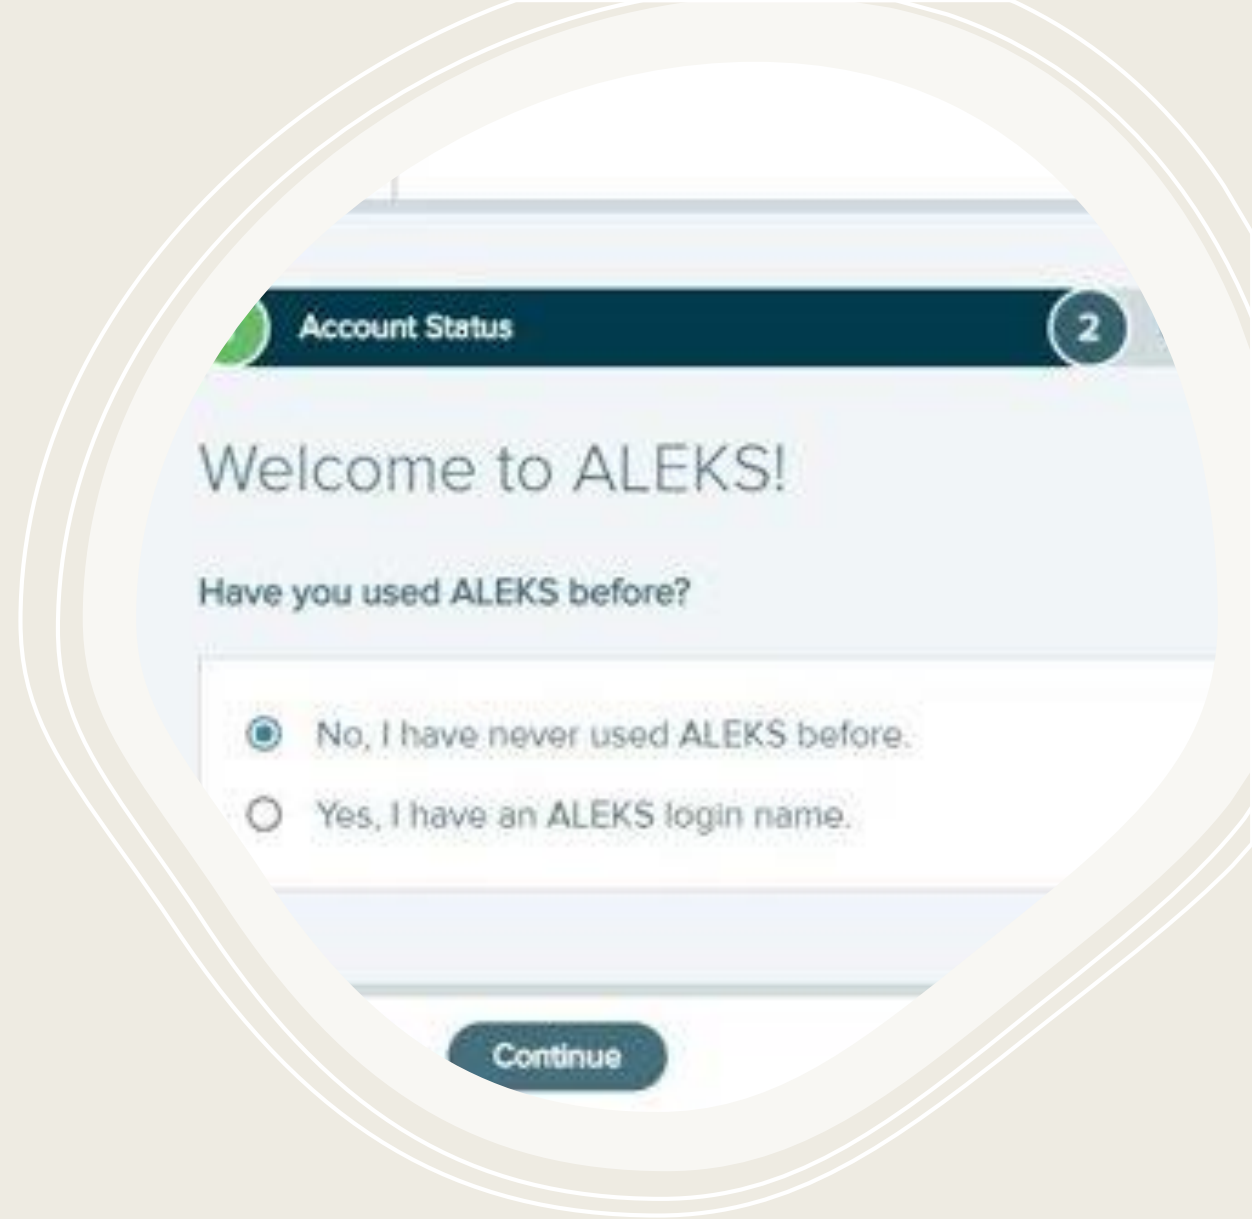 Account Status
2
Welcome to ALEKS!
Have you used ALEKS before?
No, I have never used ALEKS before.
Yes, I have an ALEKS login name.
Continue